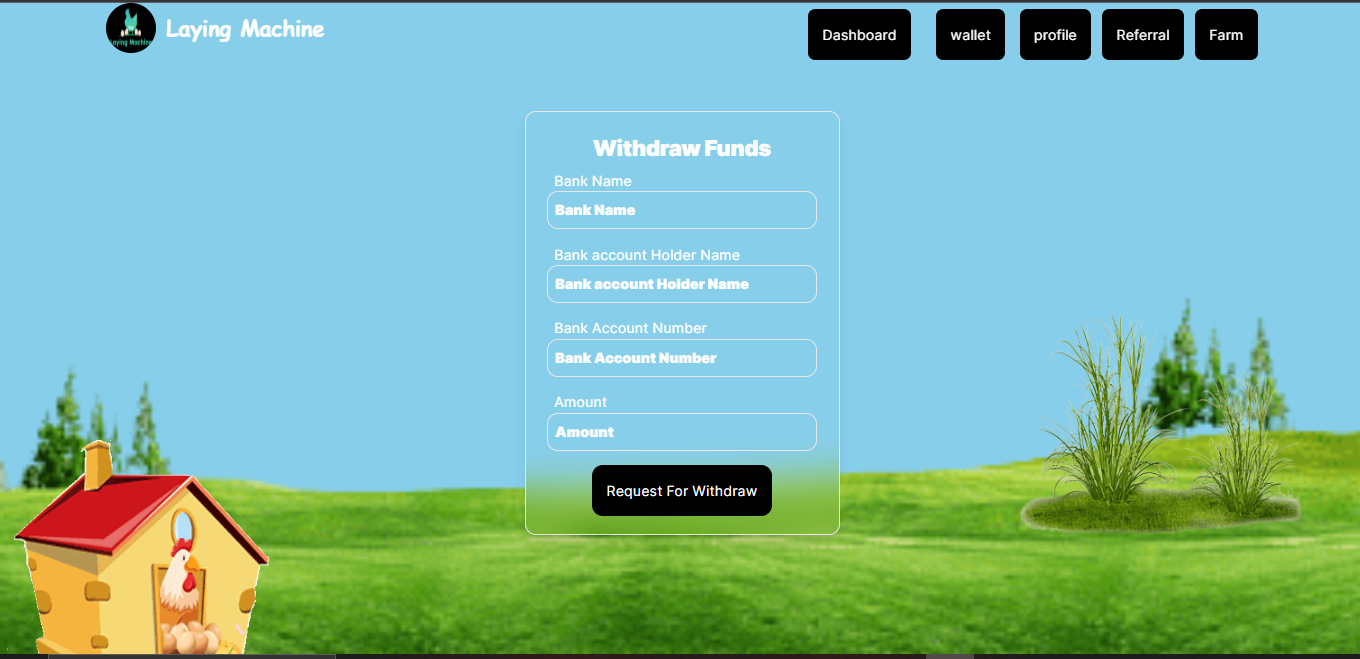 Laying Machine
Laying Machine
Dashboard
wallet
profile
Referral
Farm
Withdraw Funds
Bank Name
Bank Name
Bank account Holder Name
Bank account Holder Name
Bank Account Number
Bank Account Number
Amount
Amount
Request For Withdraw